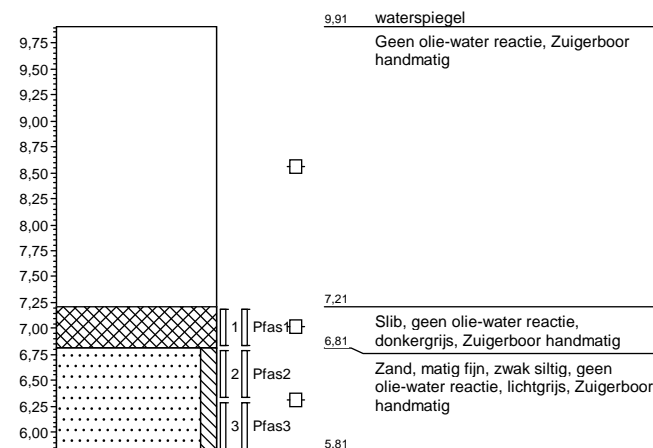 9,91 waterspiegel
Geen olie-water reactie, Zuigerboor
handmatig
9,75
9,50
9,25
9,00
8,75
8,50
8,25
8,00
7,75
7,50
7,25
7,00
6,75
6,50
6,25
6,00
1 Pfas1
2 Pfas2
3 Pfas3
7,21
Slib, geen olie-water reactie,
donkergrijs, Zuigerboor handmatig
6,81
Zand, matig fijn, zwak siltig, geen
olie-water reactie, lichtgrijs, Zuigerboor
handmatig
5,81